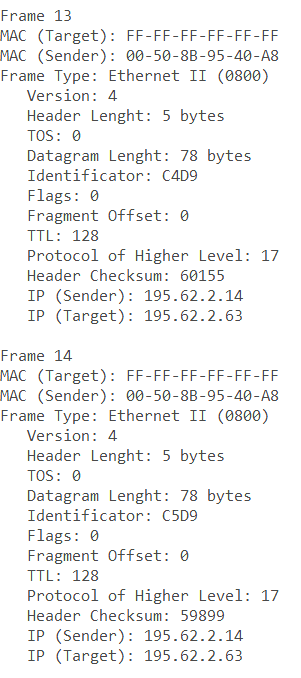 Frame 13
MAC (Target): FF-FF-FF-FF-FF-FF
MAC (Sender): 00-50-8B-95-40-A8
Frame Type: Ethernet II (0800)
Version: 4
Header Lenght: 5 bytes
TOS: 0
Datagram Lenght: 78 bytes
Identificator: C4D9
Flags: 0
Fragment Offset: 0
TTL: 128
Protocol of Higher Level: 17
Header Checksum: 60155
IP (Sender): 195.62.2.14
IP (Target): 195.62.2.63
Frame 14
MAC (Target): FF-FF-FF-FF-FF-FF
MAC (Sender): 00-50-8B-95-40-A8
Frame Type: Ethernet II (0800)
Version: 4
Header Lenght: 5 bytes
TOS: 0
Datagram Lenght: 78 bytes
Identificator: C5D9
Flags: 0
Fragment Offset: 0
TTL: 128
Protocol of Higher Level: 17
Header Checksum: 59899
IP (Sender): 195.62.2.14
IP (Target): 195.62.2.63